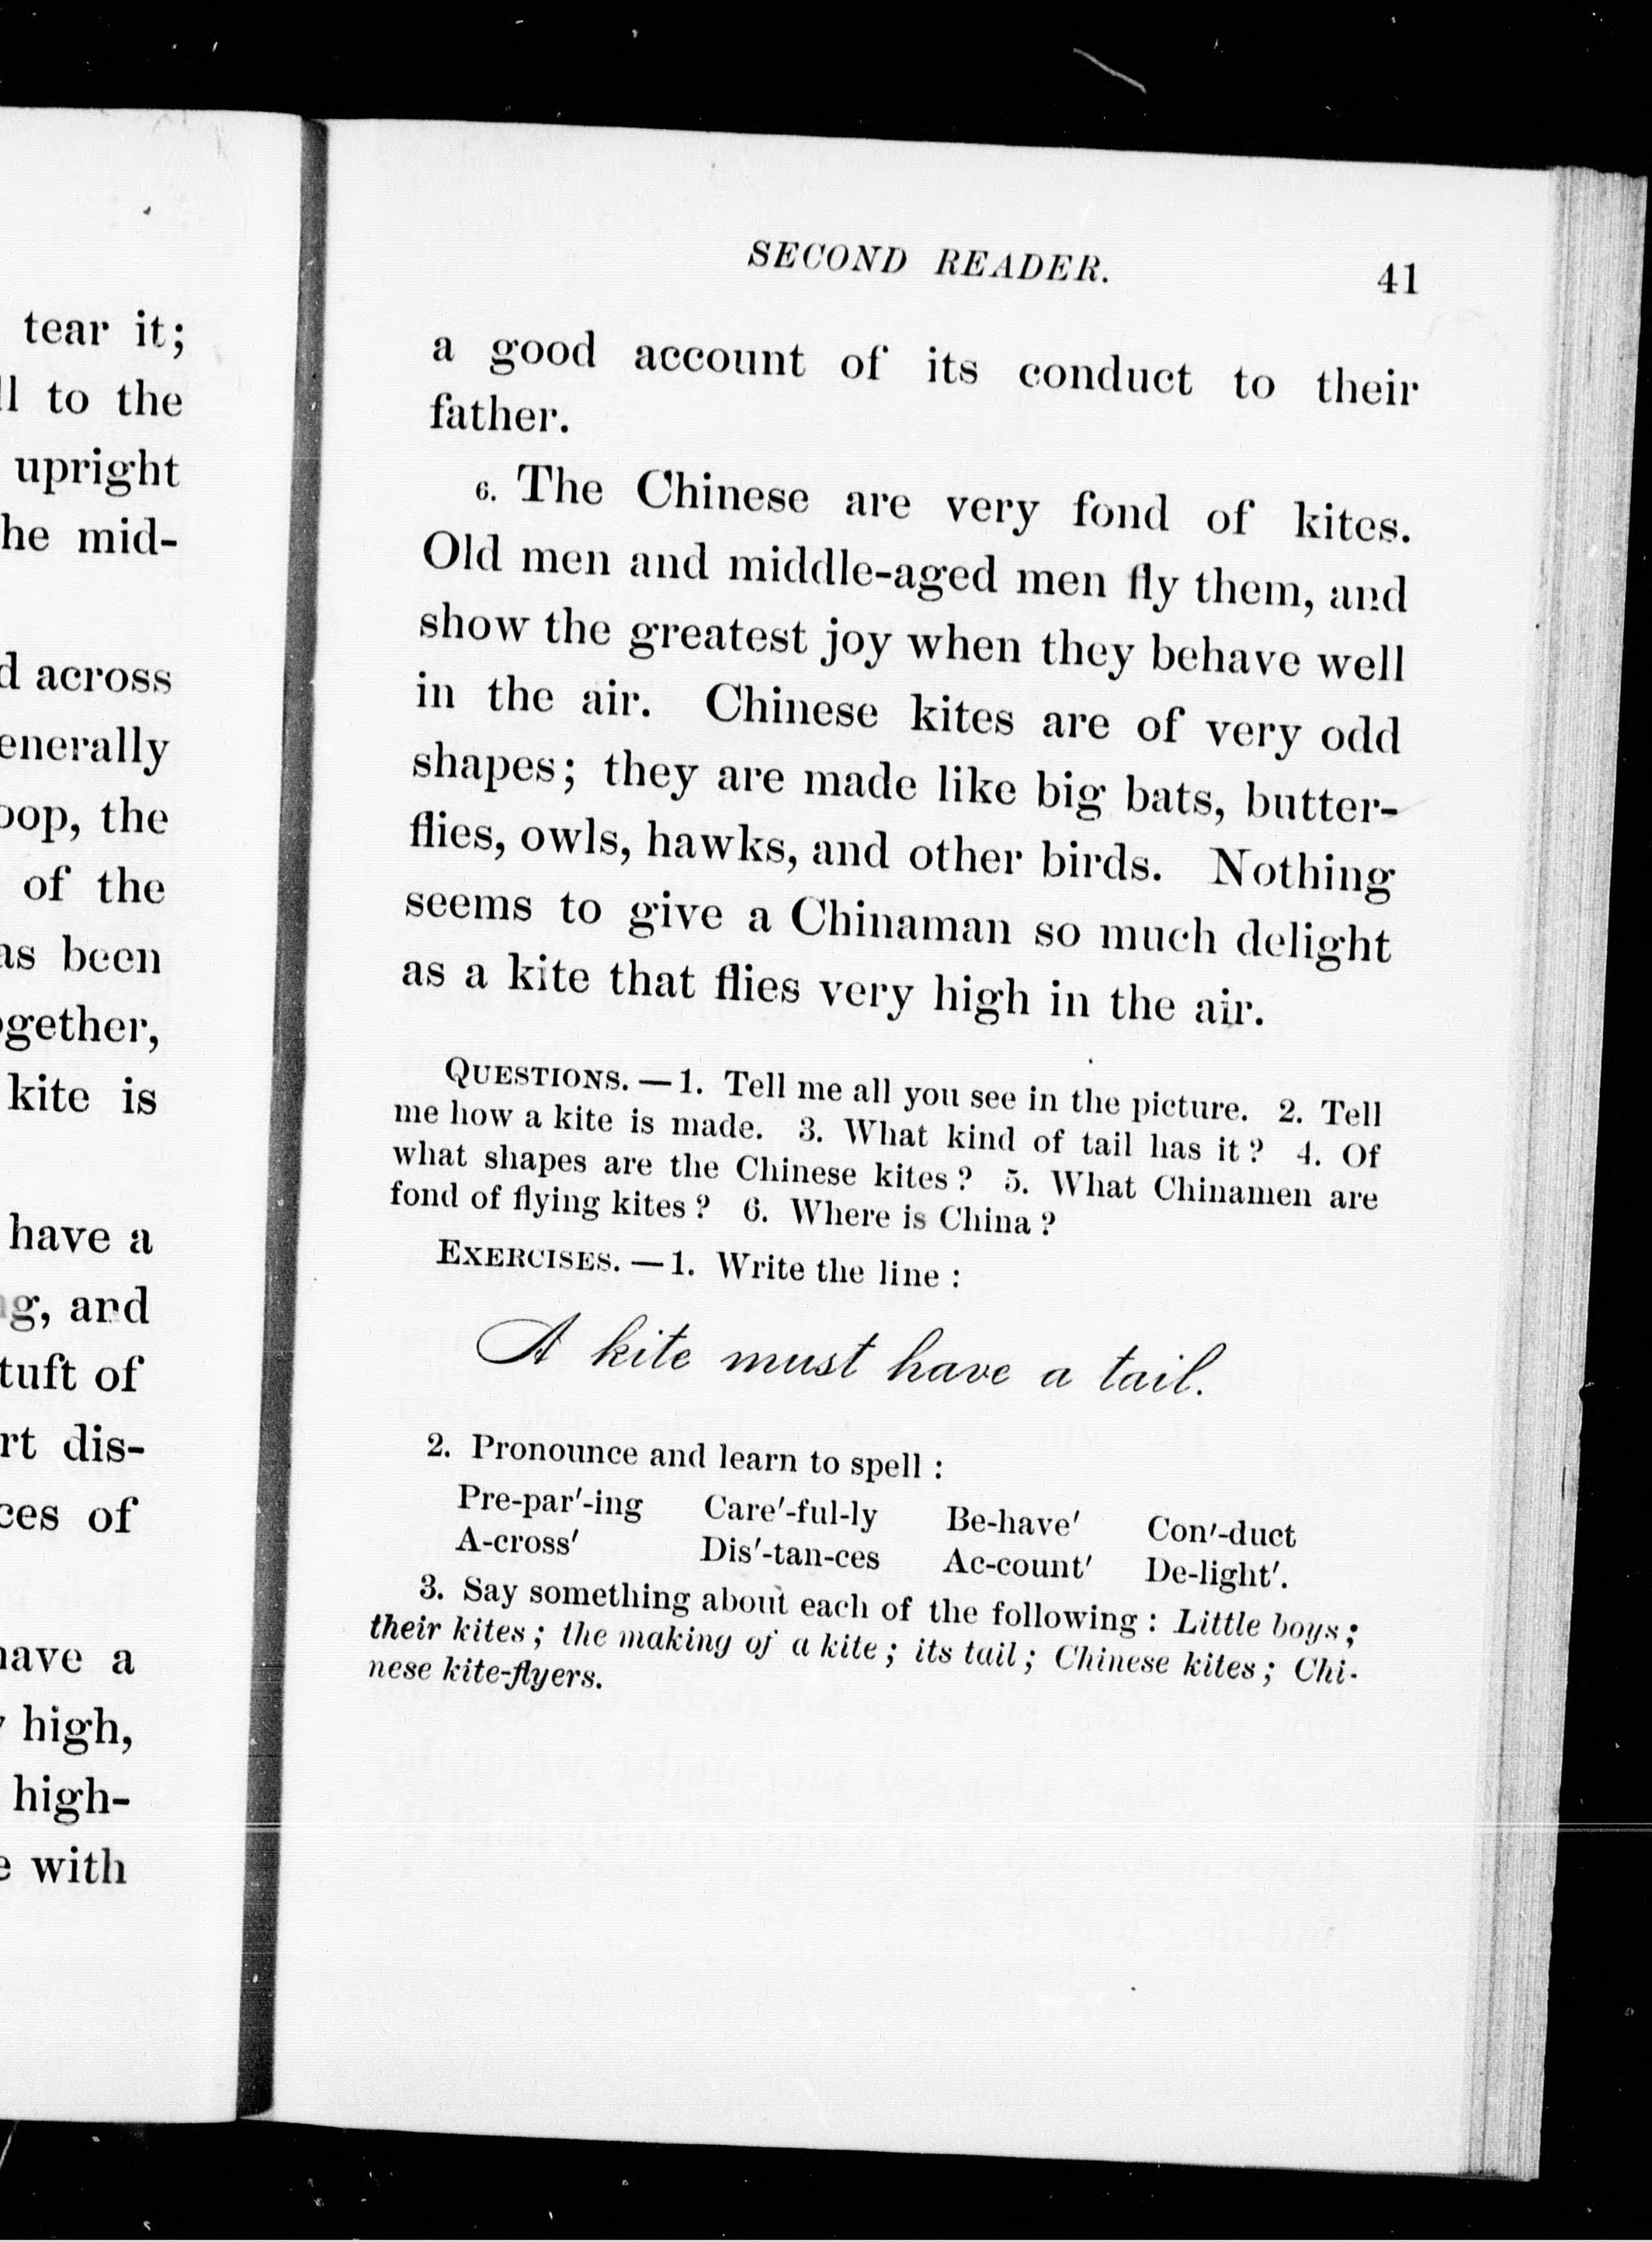 tear it;
to the
upright
mid-
across
the
of the
been
kite is
have a
and
tuft of
dis-
of
a
high,
high-
with
SECOND READER. 41
a good account of its conduct to their
father.
6. The Chinese are very fond of kites.
Old men and middle-aged men fly them, and
show the greatest joy when they behave well
in the air. Chinese kites are of very odd
shapes; they are made like big bats, butter-
flies, owls, hawks, and other birds. Nothing
seems to give a Chinaman so much delight
as a kite that flies very high in the air.
QUESTIONS. — 1. Tell me all you see in the picture. 2. Tell
me how a kite is made. 3. What kind of tail has it? 4. Of
what shapes are the Chinese kites? 5. What Chinamen are
fond of flying kites? 6. Where is China?
EXERCISES. — 1. Write the line:
A kite must have a tail.
2. Pronounce and learn to spell:
Pre-par'-ing Care'-ful-ly Be-have' Con'-duct
A-cross' Dis'-tan-ces Ac-count' De-light'.
3. Say something about each of the following: Little boys;
their kites; the making of a kite; its tail; Chinese kites; Chi-
nese kite-flyers.